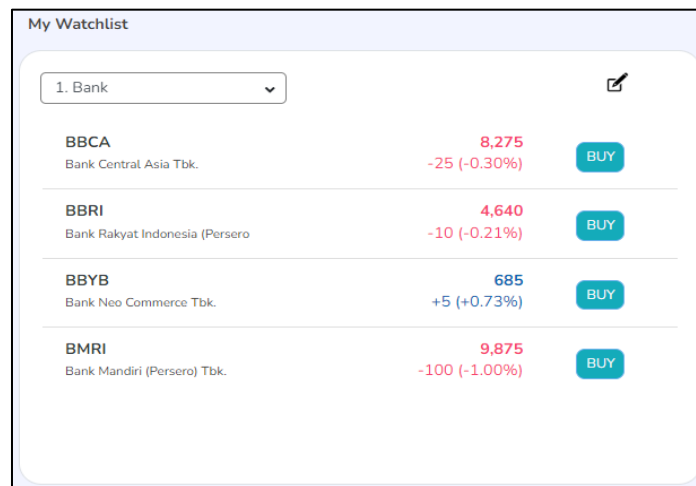 My Watchlist
1. Bank
BBCA 8,275
Bank Central Asia Tbk. -25 (-0.30%) BUY
BBRI 4,640
Bank Rakyat Indonesia (Persero -10 (-0.21%) BUY
BBYB 685
Bank Neo Commerce Tbk. +5 (+0.73%) BUY
BMRI 9,875
Bank Mandiri (Persero) Tbk. -100 (-1.00%) BUY